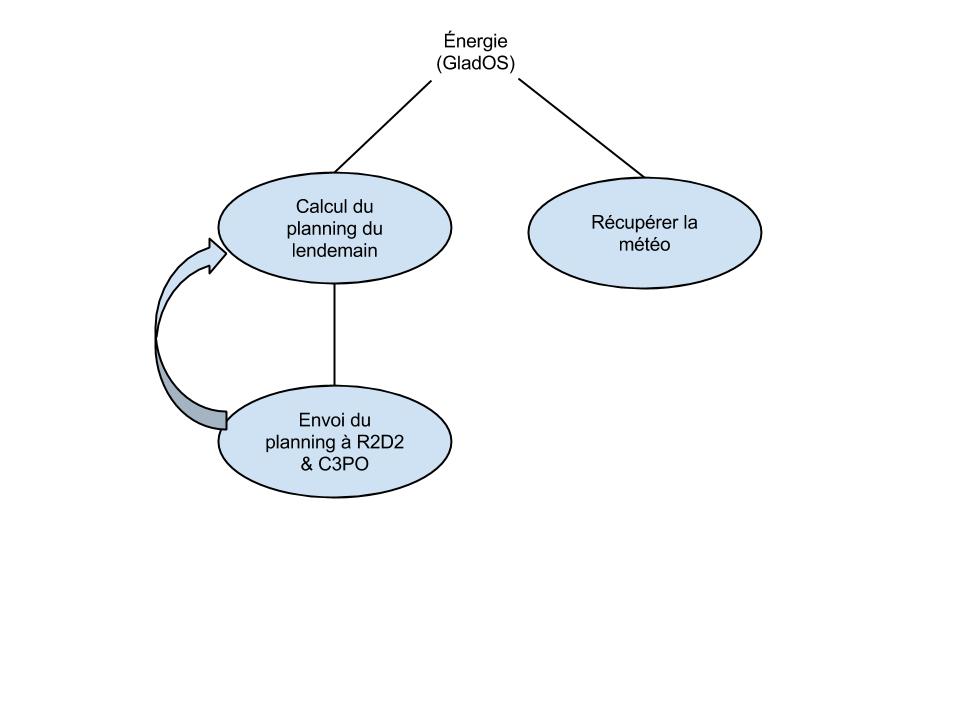 Énergie
(GladOS)
Calcul du
planning du
lendemain
Récupérer la
météo
Envoi du
planning à R2D2
& C3PO